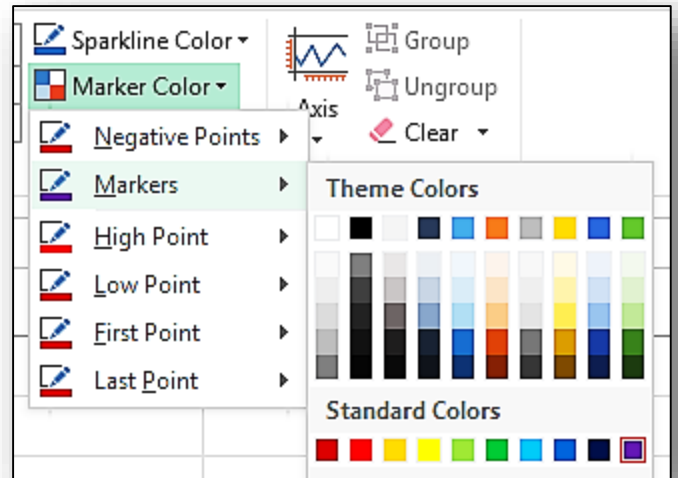 Sparkline Color
Marker Color
Axis
Group
Ungroup
Clear
Negative Points
Markers
High Point
Low Point
First Point
Last Point
Theme Colors
Standard Colors